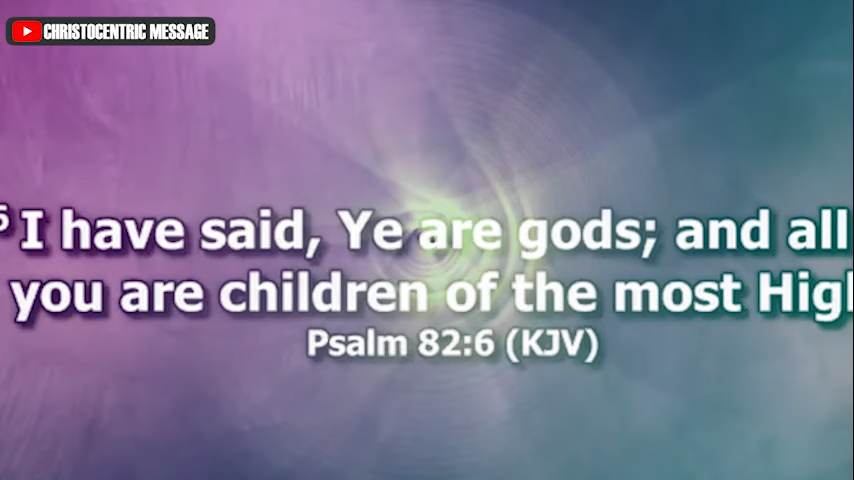 CHRISTOCENTRIC MESSAGE
6 I have said, Ye are gods; and all
you are children of the most
Psalm 82:6 (KJV)